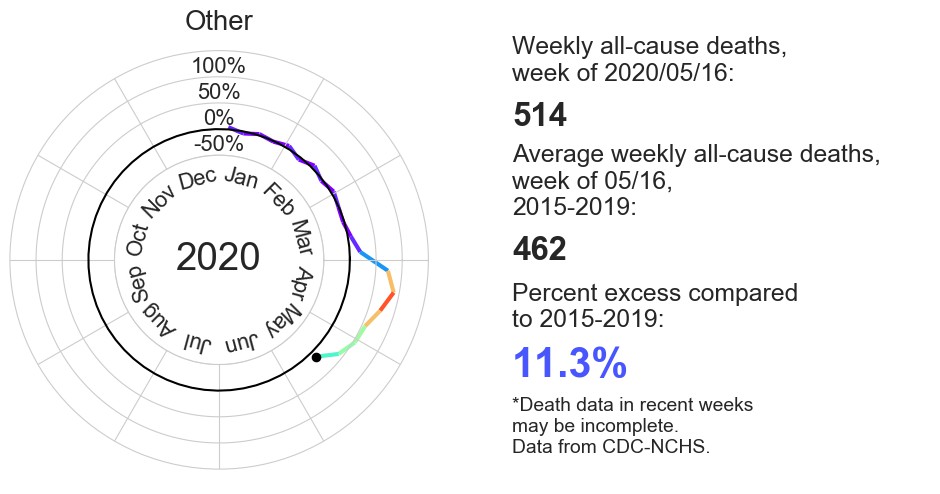 Other
100%
50%
0%
-50%
Jan
Feb
Mar
Apr
May
Jun
Jul
Aug
Sep
Oct
Nov
Dec
2020
Weekly all-cause deaths,
week of 2020/05/16:
514
Average weekly all-cause deaths,
week of 05/16,
2015-2019:
462
Percent excess compared
to 2015-2019:
11.3%
*Death data in recent weeks
may be incomplete.
Data from CDC-NCHS.